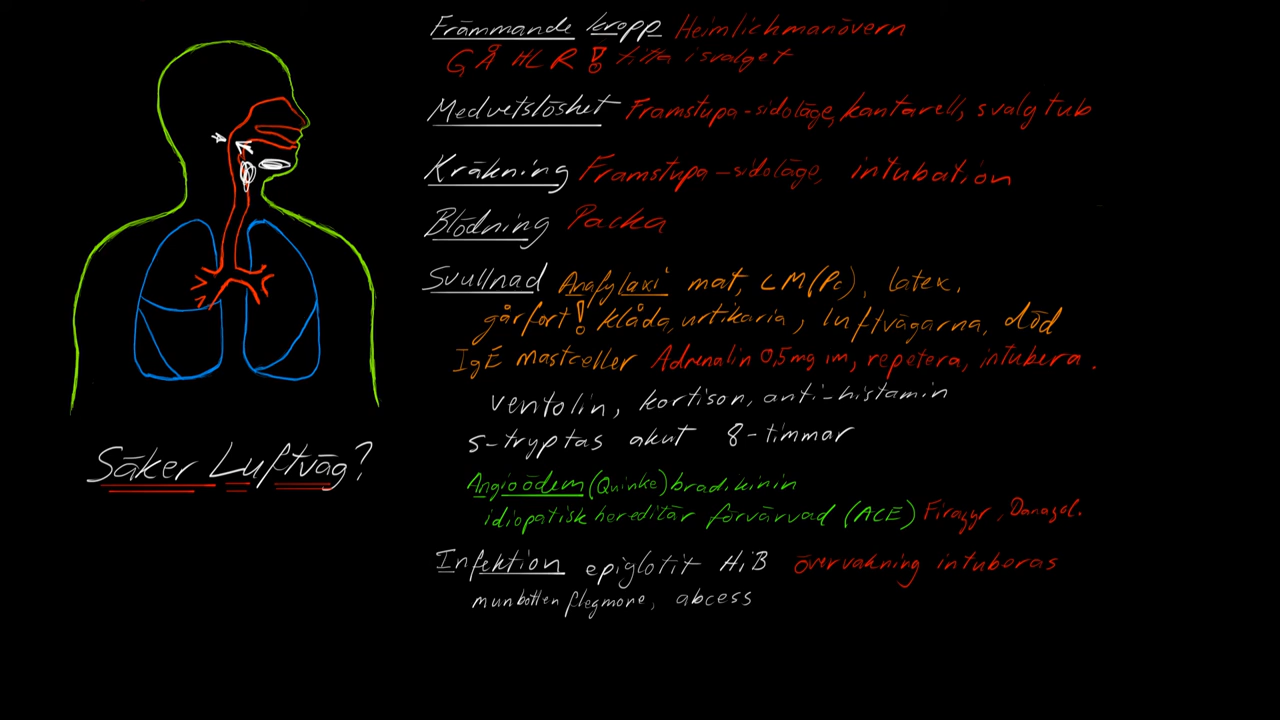 Främmande kropp Heimlichmanövern
GÅ HLR! titta i svalget
Medvetslöshet Framstupa-sidoläge, kantarell, svalgtub
Kräkning Framstupa-sidoläge, intubation
Blödning Packa
Svullnad Anafylaxi mat, LM(Pc), latex,
går fort! klåda, urtikaria, luftvägarna, död
IgE mastceller Adrenalin 0,5mg im, repetera, intubera.
ventolin, kortison, anti-histamin
s-tryptas akut 8-timmar
Säker Luftväg?
Angioödem (Quinke) bradikinin
idiopatisk hereditär förvärvad (ACE) Firazyr, Danazol.
Infektion epiglotit HiB övervakning intuberas
munbotten flegmone, abcess